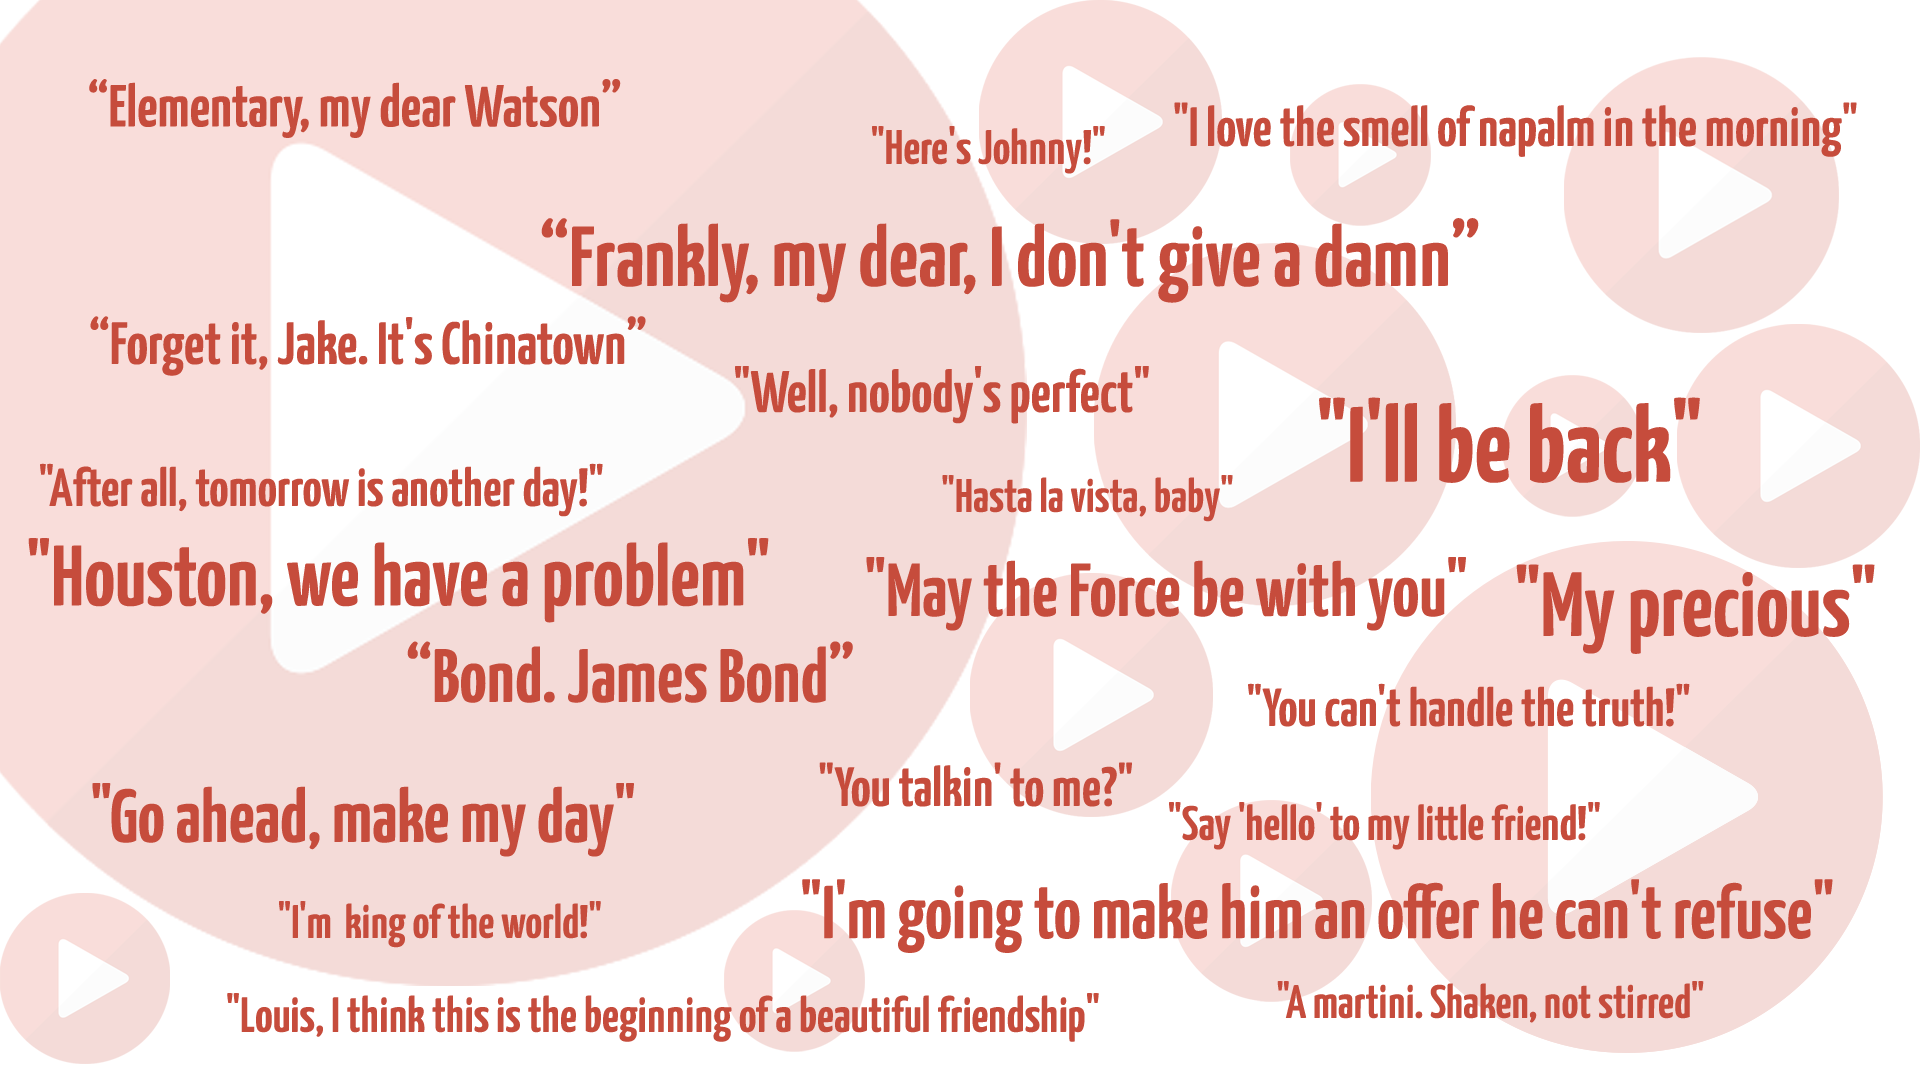 “Elementary, my dear Watson”
"Here's Johnny!"
"I love the smell of napalm in the morning"
“Frankly, my dear, I don't give a damn”
“Forget it, Jake. It's Chinatown”
"Well, nobody's perfect"
"I'll be back"
"After all, tomorrow is another day!"
"Hasta la vista, baby"
"Houston, we have a problem"
"May the Force be with you"
"My precious"
“Bond. James Bond”
"You can't handle the truth!"
"You talkin' to me?"
"Go ahead, make my day"
"Say 'hello' to my little friend!"
"I'm  king of the world!"
"I'm going to make him an offer he can't refuse"
"Louis, I think this is the beginning of a beautiful friendship"
"A martini. Shaken, not stirred"